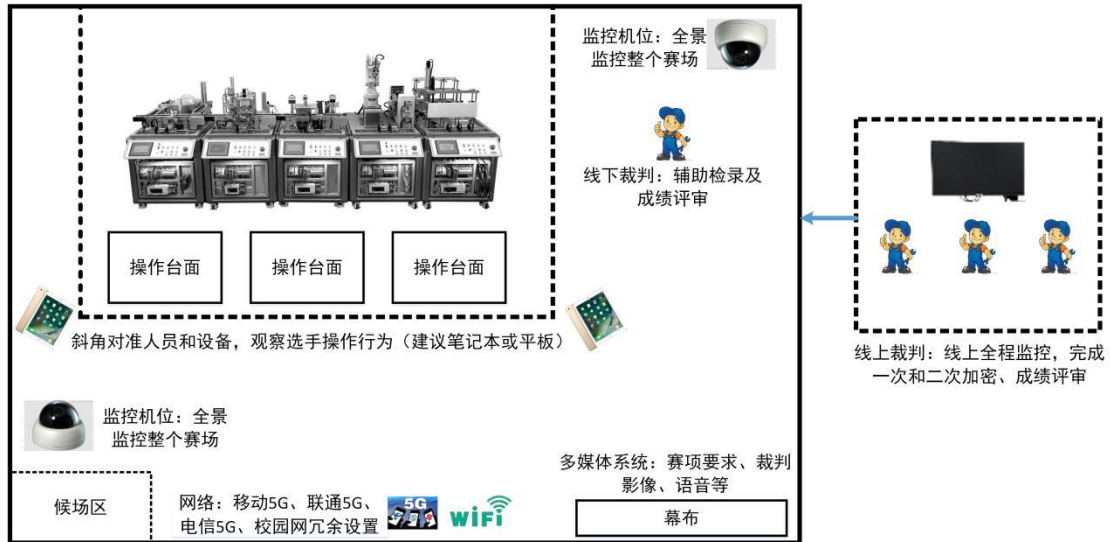 监控机位：全景
监控整个赛场
线下裁判：辅助检录及
成绩评审
操作台面
操作台面
操作台面
斜角对准人员和设备，观察选手操作行为（建议笔记本或平板）
线上裁判：线上全程监控，完成
一次和二次加密、成绩评审
监控机位：全景
监控整个赛场
多媒体系统：赛项要求、裁判
影像、语音等
幕布
候场区
网络：移动5G、联通5G、
电信5G、校园网冗余设置
5G
WiFi